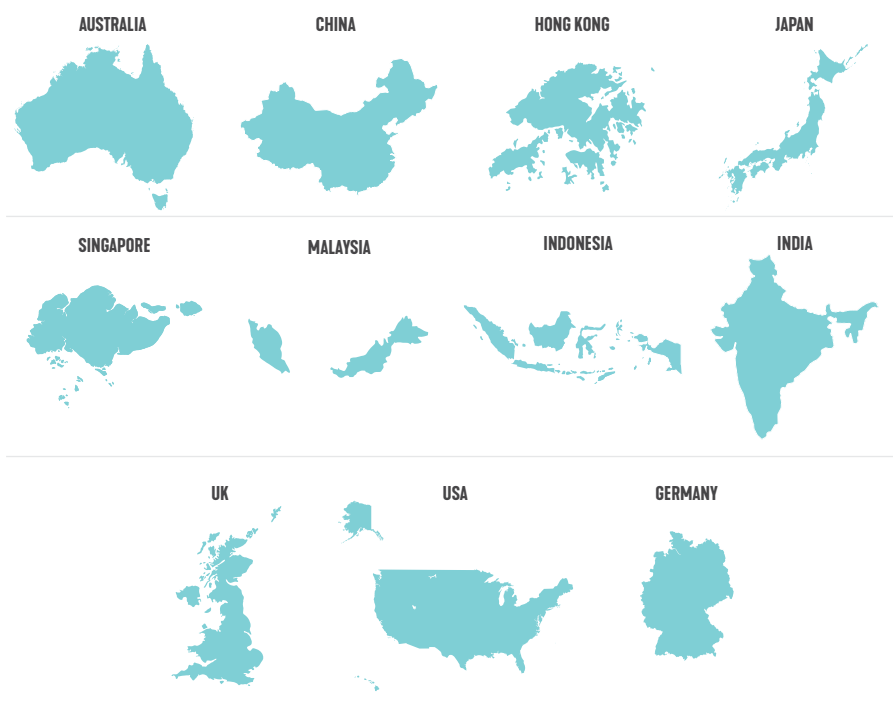 AUSTRALIA
CHINA
HONG KONG
JAPAN
SINGAPORE
MALAYSIA
INDONESIA
INDIA
UK
USA
GERMANY